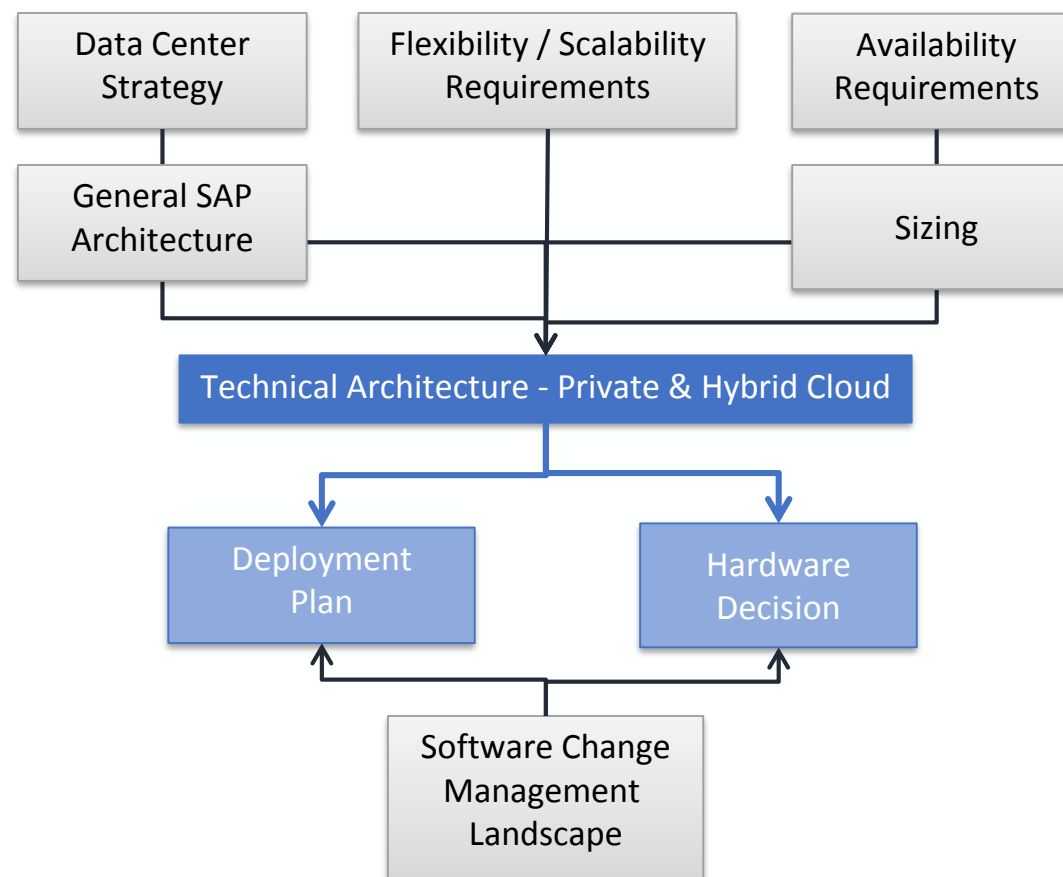 Data Center
Strategy
Flexibility / Scalability
Requirements
Availability
Requirements
General SAP
Architecture
Sizing
Technical Architecture - Private & Hybrid Cloud
Deployment
Plan
Hardware
Decision
Software Change
Management
Landscape